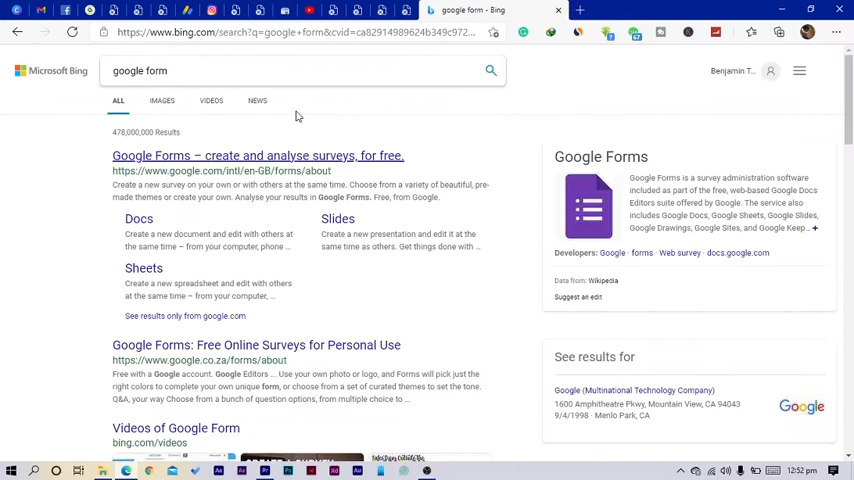 google form - Bing
https://www.bing.com/search?q=google+form&cvid=ca82914989624b349c972...
Microsoft Bing
google form
Benjamin T...
ALL IMAGES VIDEOS NEWS
478,000,000 Results
Google Forms – create and analyse surveys, for free.
https://www.google.com/intl/en-GB/forms/about
Create a new survey on your own or with others at the same time. Choose from a variety of beautiful, pre-
made themes or create your own. Analyse your results in Google Forms. Free, from Google.
Docs
Create a new document and edit with others
at the same time – from your computer, phone ...
Slides
Create a new presentation and edit it at the
same time as others. Get things done with ...
Sheets
Create a new spreadsheet and edit with others
at the same time – from your computer, ...
See results only from google.com
Google Forms: Free Online Surveys for Personal Use
https://www.google.co.za/forms/about
Free with a Google account. Google Editors ... Use your own photo or logo, and Forms will pick just the
right colors to complete your own unique form, or choose from a set of curated themes to set the tone.
Q&A, your way Choose from a bunch of question options, from multiple choice to ...
Videos of Google Form
bing.com/videos
Google Forms
Google Forms is a survey administration software
included as part of the free, web-based Google Docs
Editors suite offered by Google. The service also
includes Google Docs, Google Sheets, Google Slides,
Google Drawings, Google Sites, and Google Keep... +
Developers: Google · forms · Web survey · docs.google.com
Data from: Wikipedia
Suggest an edit
See results for
Google (Multinational Technology Company)
1600 Amphitheatre Pkwy, Mountain View, CA 94043
9/4/1998 · Menlo Park, CA
Google
12:52 pm